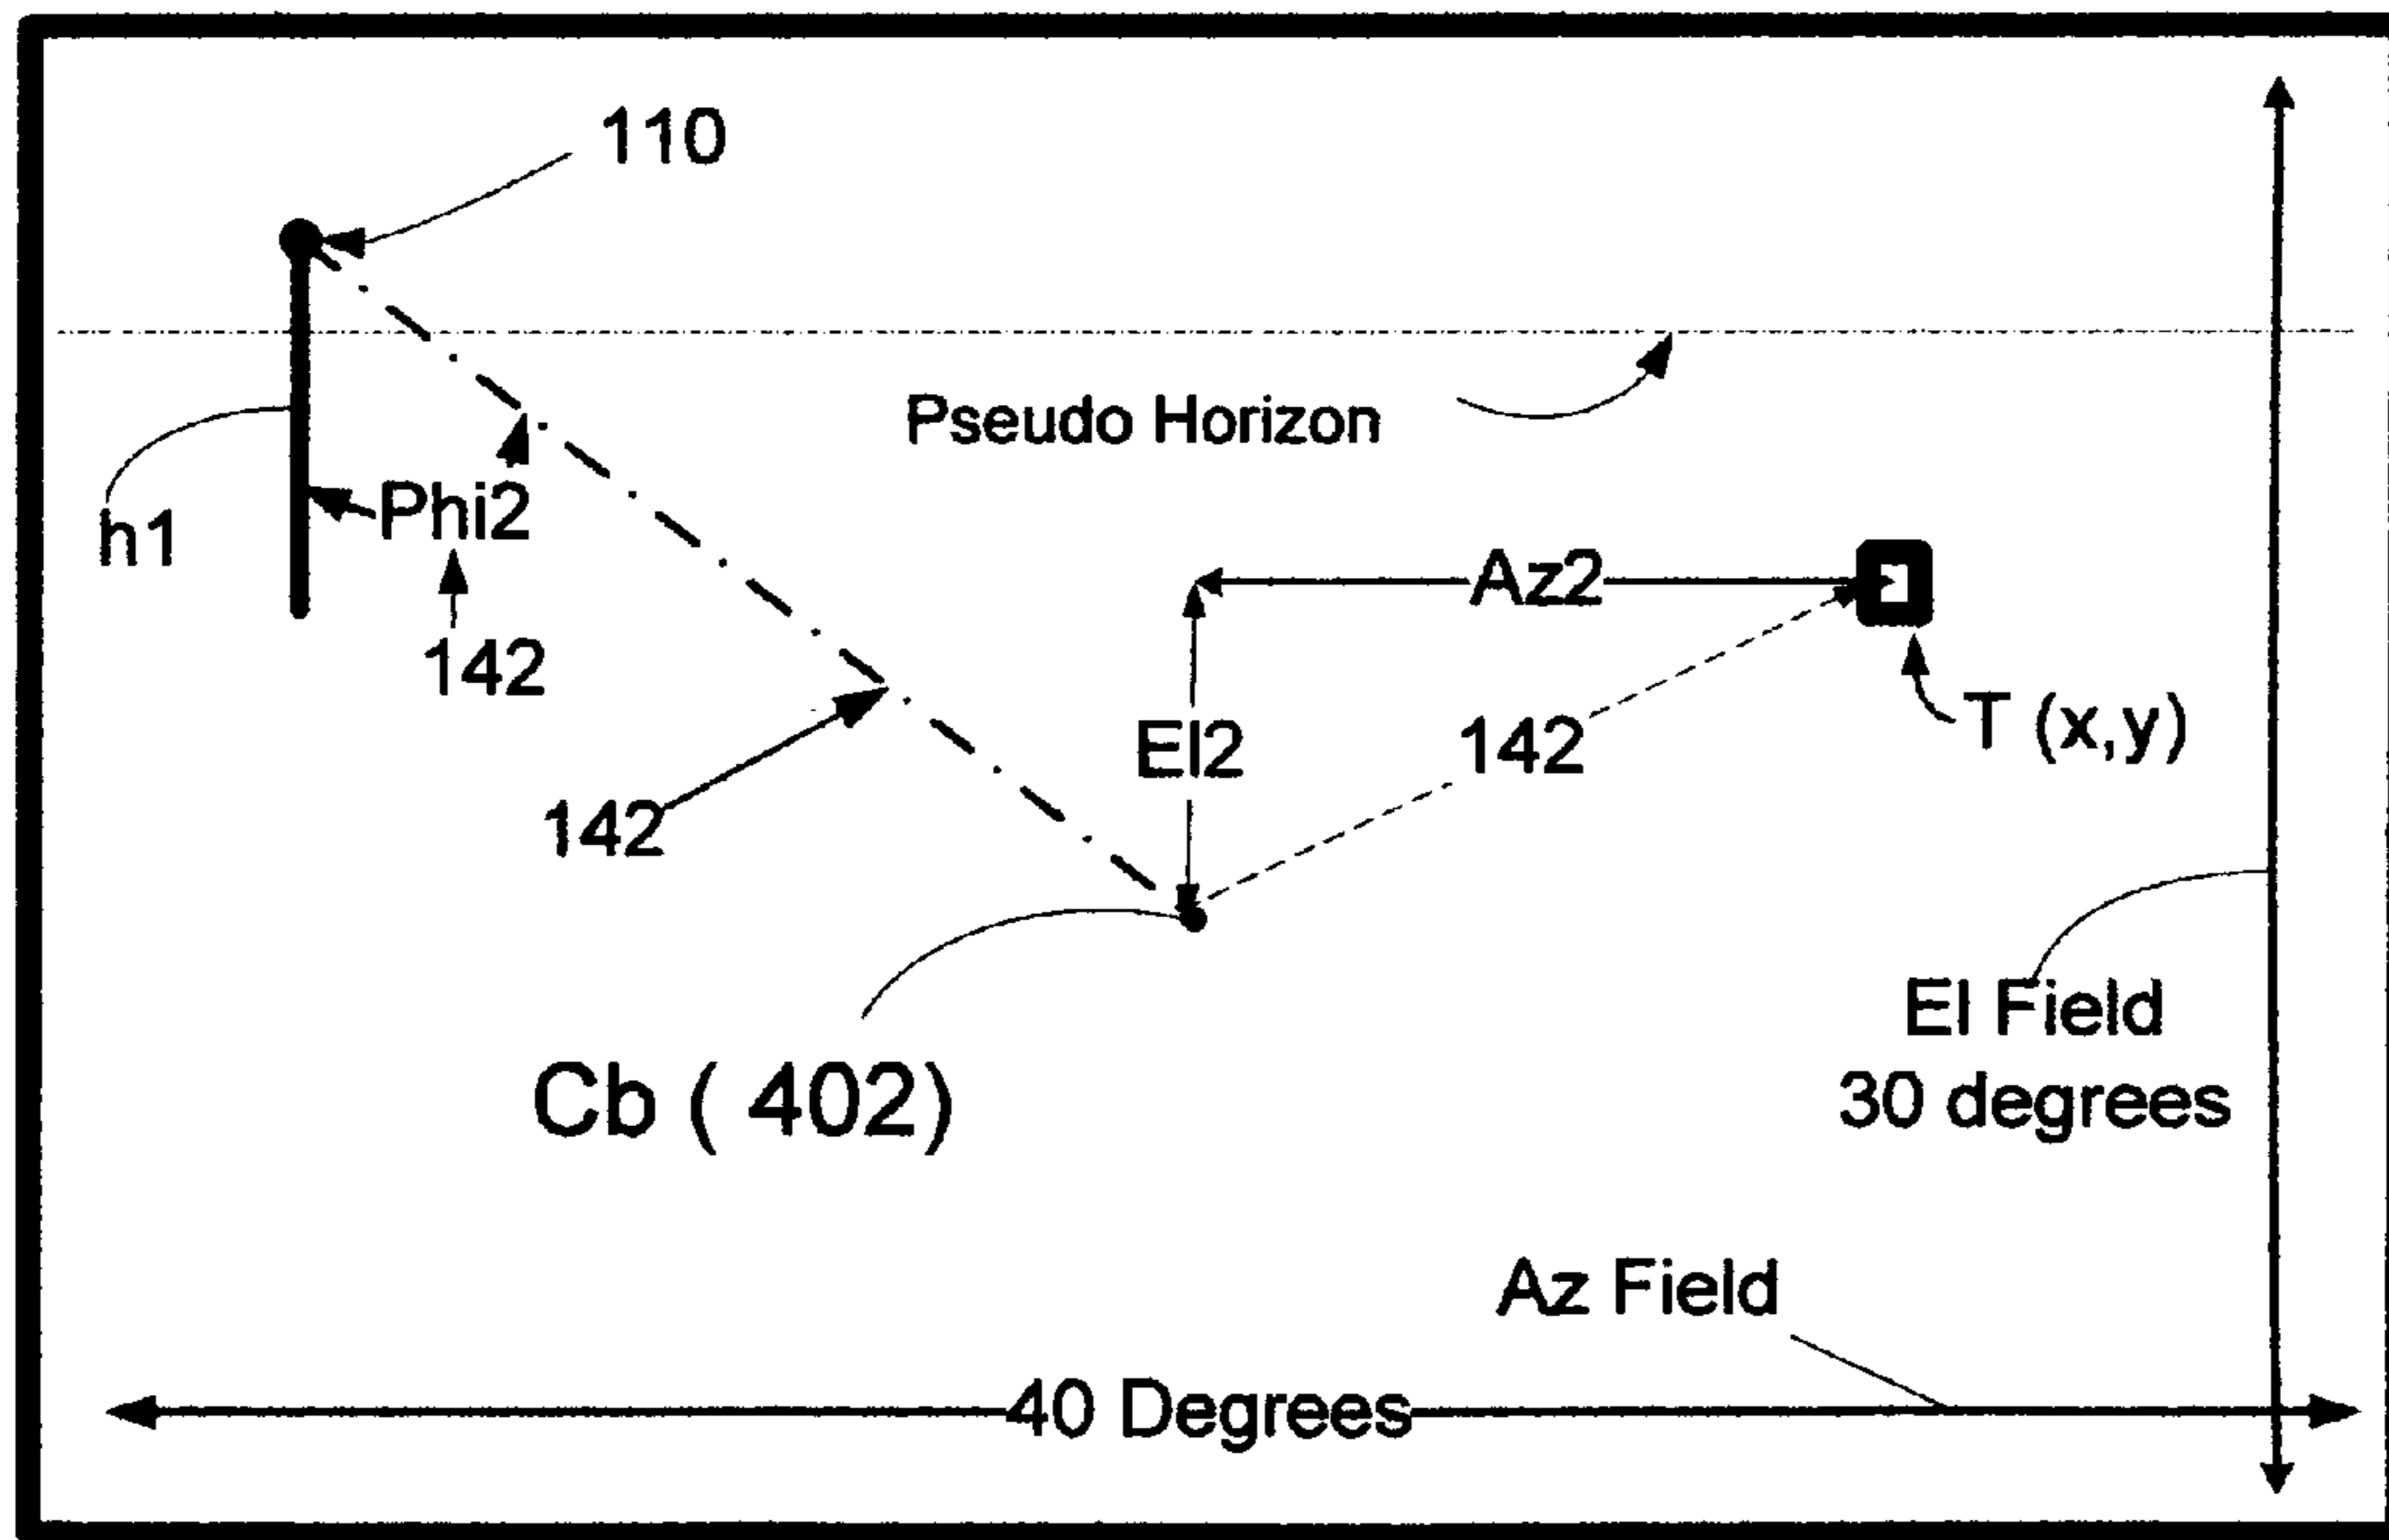 110
Pseudo Horizon
Phi2
h1
Az2
142
T (x,y)
El2
142
142
El Field
30 degrees
Cb ( 402)
Az Field
40 Degrees